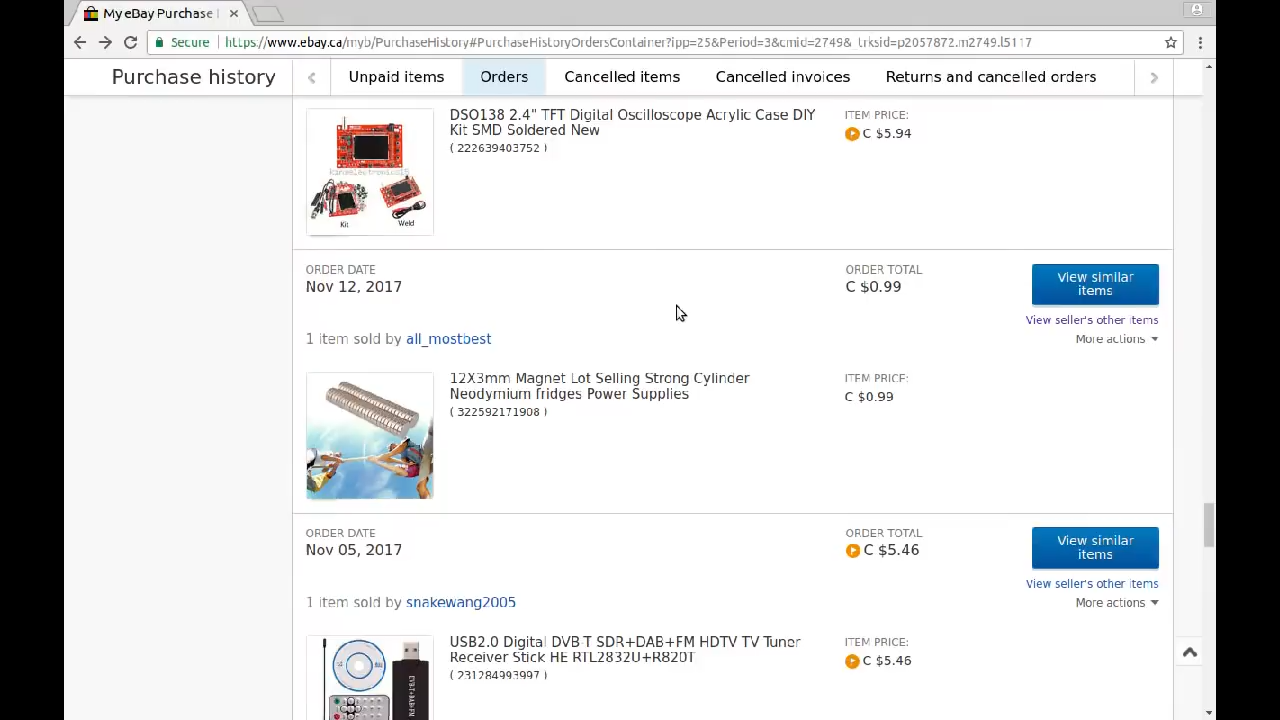 My eBay Purchase
Secure
https://www.ebay.ca/myb/PurchaseHistory#PurchaseHistoryOrdersContainer?ipp=25&Period=3&cmid=2749&_trksid=p2057872.m2749.l5117
Purchase history
Unpaid items
Orders
Cancelled items
Cancelled invoices
Returns and cancelled orders
DSO138 2.4" TFT Digital Oscilloscope Acrylic Case DIY
Kit SMD Soldered New
( 222639403752 )
ITEM PRICE:
C $5.94
Kit
Weld
ORDER DATE
Nov 12, 2017
ORDER TOTAL
C $0.99
View similar
items
View seller's other items
1 item sold by all_mostbest
More actions
12X3mm Magnet Lot Selling Strong Cylinder
Neodymium fridges Power Supplies
( 322592171908 )
ITEM PRICE:
C $0.99
ORDER DATE
Nov 05, 2017
ORDER TOTAL
C $5.46
View similar
items
View seller's other items
1 item sold by snakewang2005
More actions
USB2.0 Digital DVB-T SDR+DAB+FM HDTV TV Tuner
Receiver Stick HE RTL2832U+R820T
( 231284993997 )
ITEM PRICE:
C $5.46
DVB-T+DAB+FM